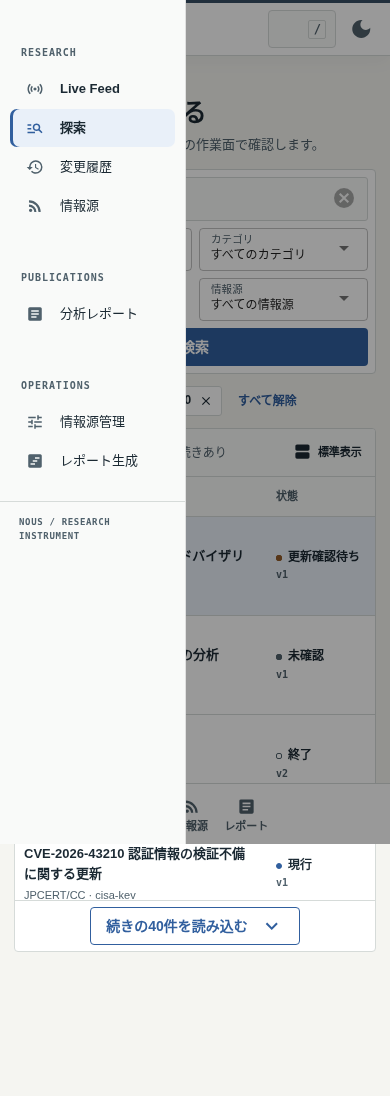 RESEARCH
Live Feed
探索
変更履歴
情報源
PUBLICATIONS
分析レポート
OPERATIONS
情報源管理
レポート生成
NOUS / RESEARCH
INSTRUMENT
/
る
の作業面で確認します。
カテゴリ
すべてのカテゴリ
情報源
すべての情報源
検索
すべて解除
続きあり
標準表示
状態
ドバイザリ
更新確認待ち
v1
の分析
未確認
v1
終了
v2
報源
レポート
CVE-2026-43210 認証情報の検証不備
に関する更新
現行
v1
JPCERT/CC · cisa-kev
続きの40件を読み込む